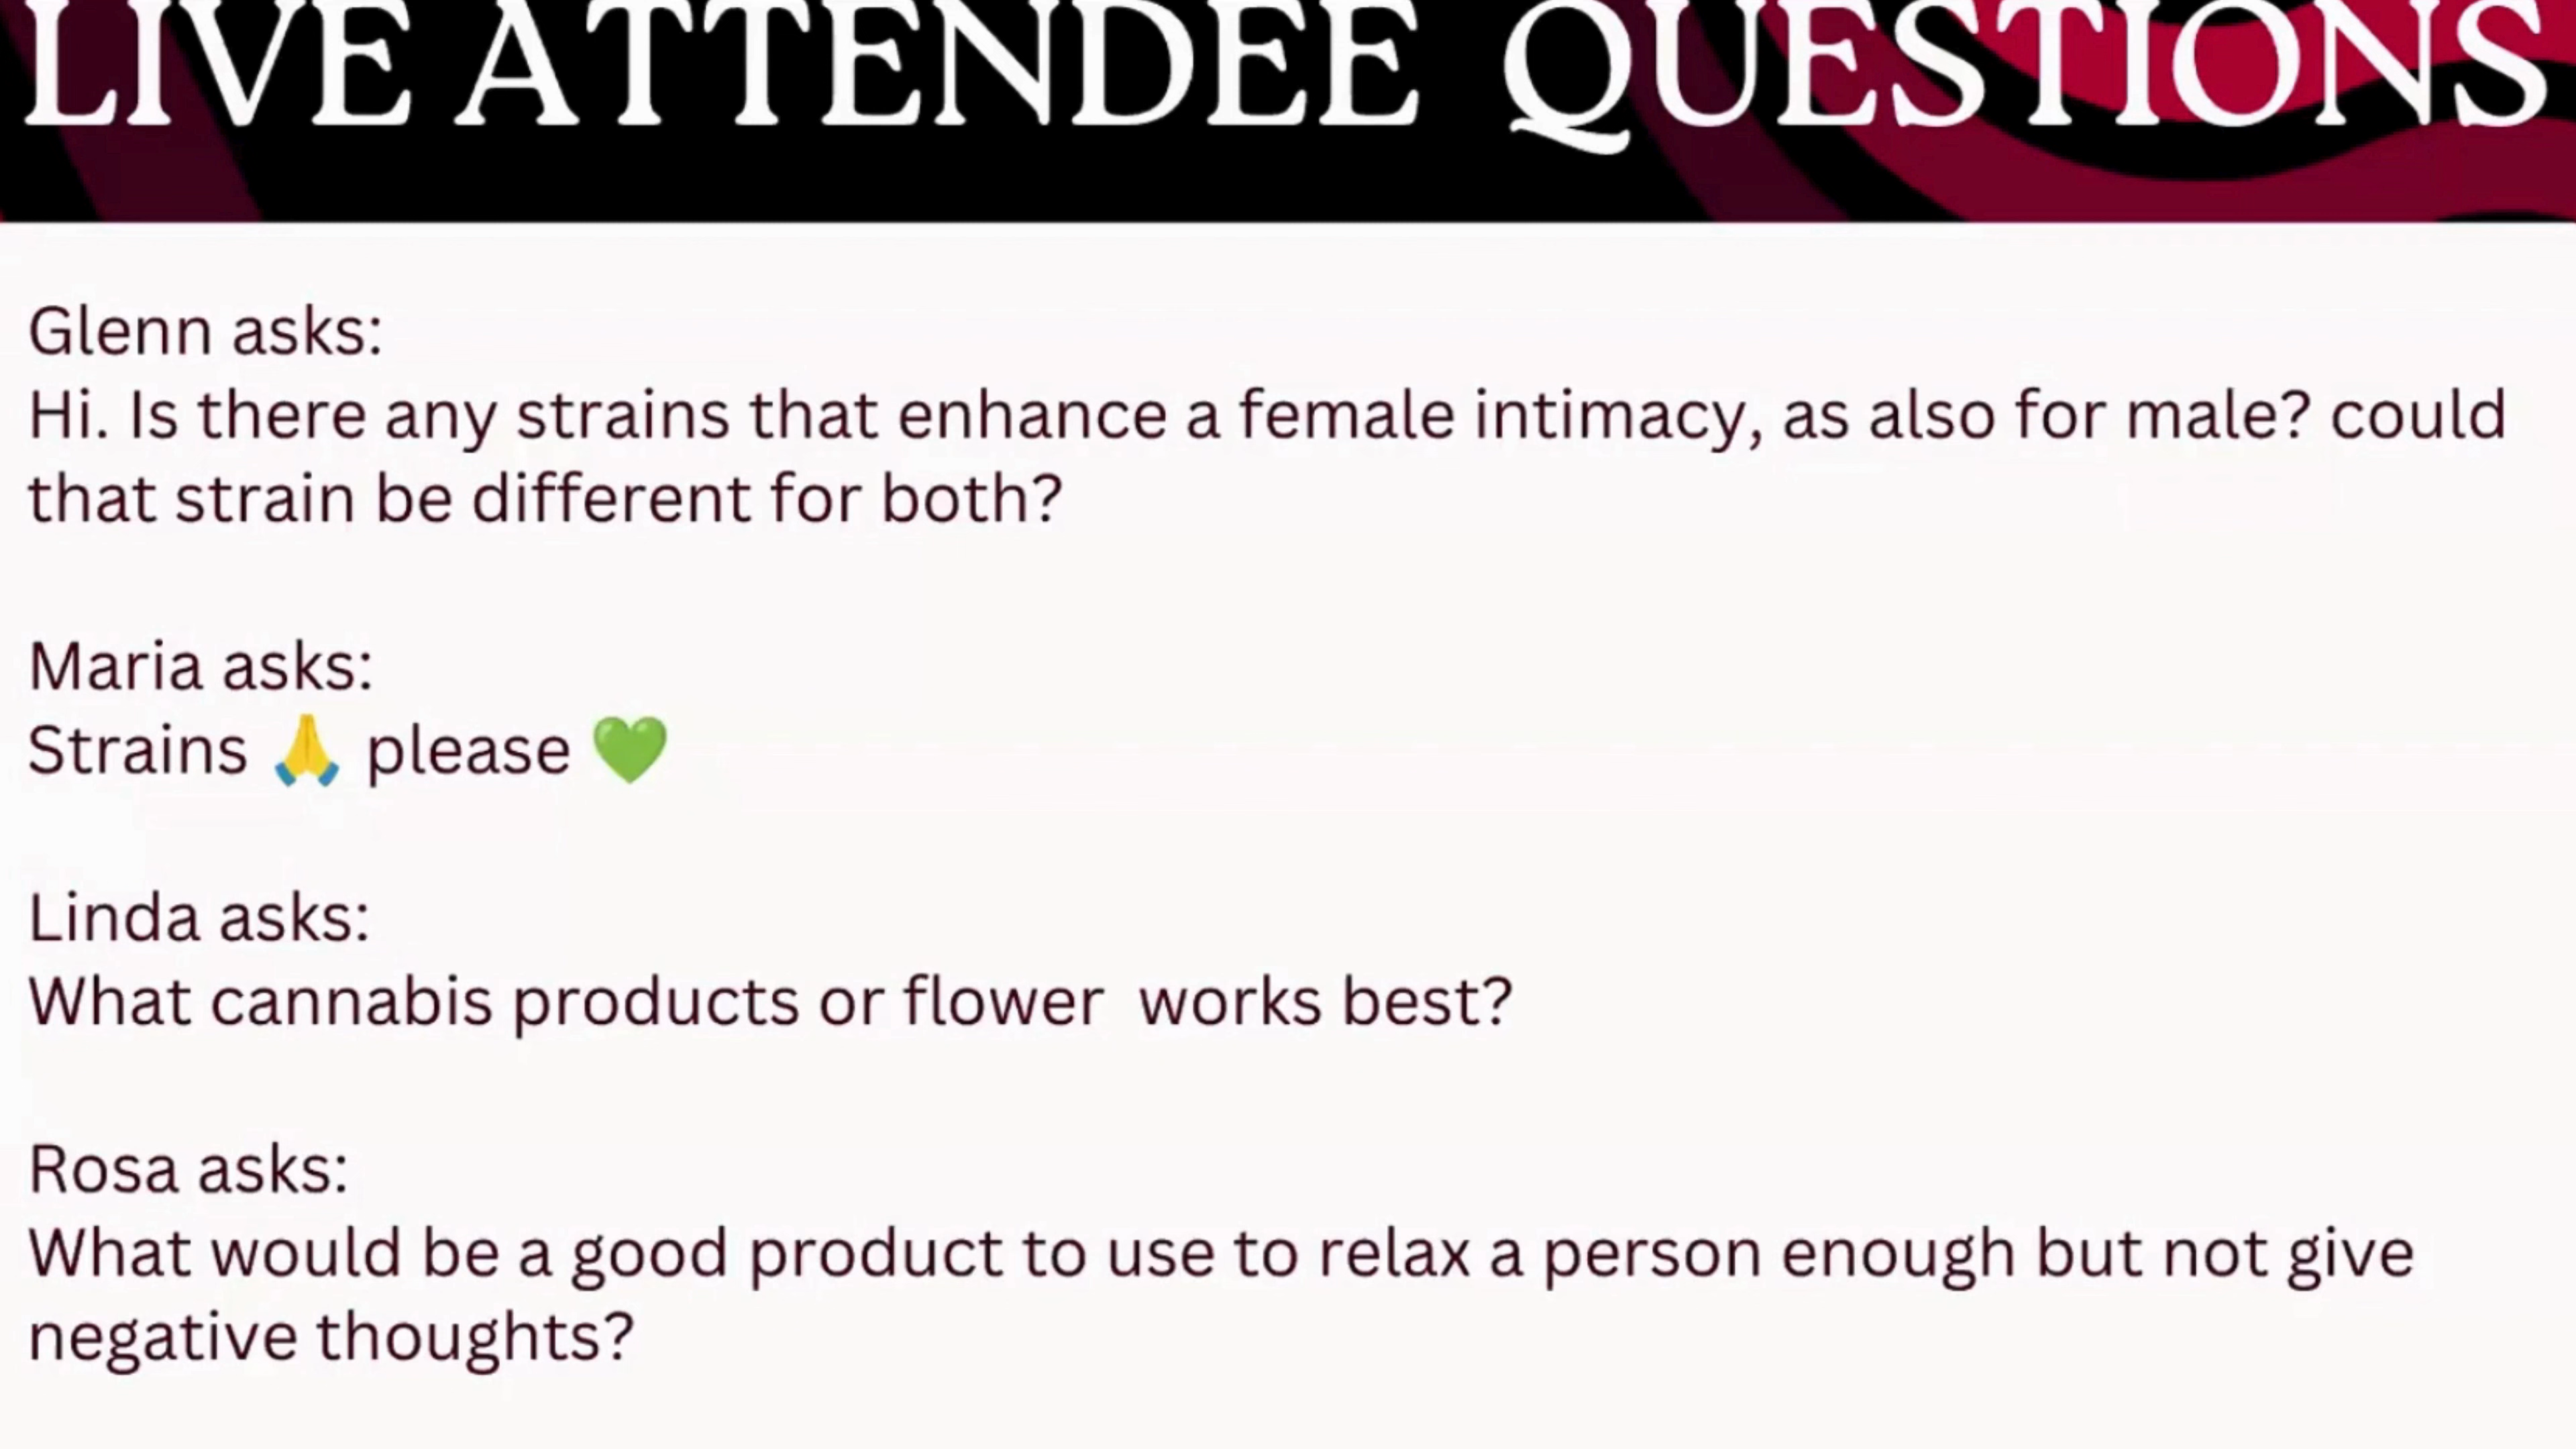 LIVE ATTENDEE QUESTIONS
Glenn asks:
Hi. Is there any strains that enhance a female intimacy, as also for male? could
that strain be different for both?
Maria asks:
Strains 🙏 please 💚
Linda asks:
What cannabis products or flower  works best?
Rosa asks:
What would be a good product to use to relax a person enough but not give
negative thoughts?